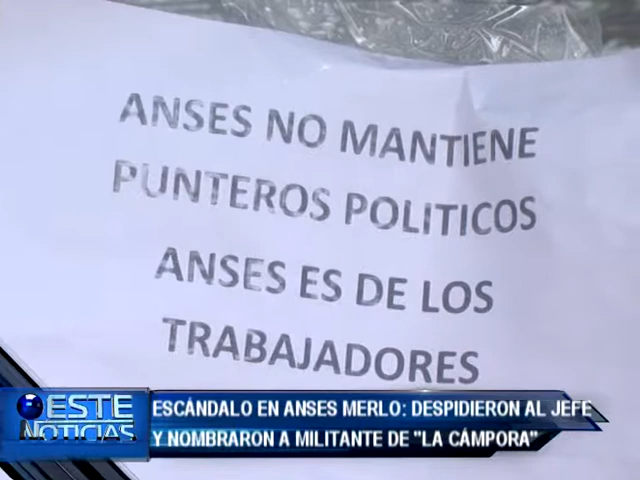 ANSES NO MANTIENE
PUNTEROS POLITICOS
ANSES ES DE LOS
TRABAJADORES
OESTE
NOTICIAS
ESCÁNDALO EN ANSES MERLO: DESPIDIERON AL JEFE
Y NOMBRARON A MILITANTE DE "LA CÁMPORA"